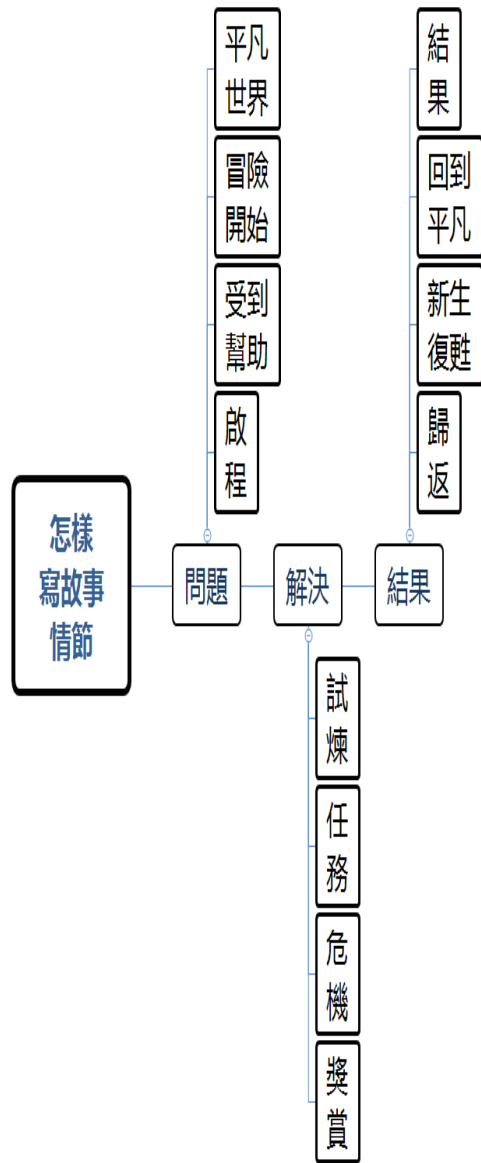 平凡
世界
冒險
開始
受到
幫助
啟
程
結
果
回到
平凡
新生
復甦
歸
返
怎樣
寫故事
情節
問題
解決
結果
試
煉
任
務
危
機
獎
賞